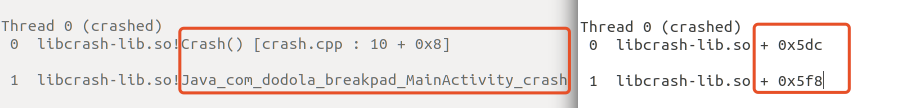 Thread 0 (crashed)
0 libcrash-lib.so!Crash() [crash.cpp : 10 + 0x8]
1 libcrash-lib.so!Java_com_dodola_breakpad_MainActivity_crash
Thread 0 (crashed)
0 libcrash-lib.so + 0x5dc
1 libcrash-lib.so + 0x5f8